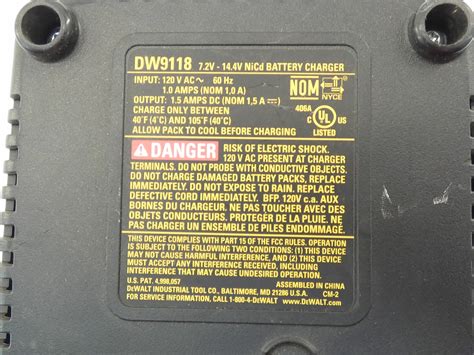 DW9118 7.2V - 14.4V NiCd BATTERY CHARGER
INPUT: 120 V AC~ 60 Hz
1.0 AMPS (NOM 1,0 A)
OUTPUT: 1.5 AMPS DC (NOM 1,5 A ⎓)
CHARGE BETWEEN
40°F (4°C) AND 105°F (40°C)
ALLOW PACK TO COOL BEFORE CHARGING
NOM
NYCE
406A
C UL US
LISTED
DANGER RISK OF ELECTRIC SHOCK.
120 V AC PRESENT AT CHARGER
TERMINALS. DO NOT PROBE WITH CONDUCTIVE OBJECTS.
DO NOT CHARGE DAMAGED BATTERY PACKS, REPLACE
IMMEDIATELY. DO NOT EXPOSE TO RAIN. REPLACE
DEFECTIVE CORD IMMEDIATELY. BFP, 120V c.a. AUX
BORNES DU CHARGEUR. NE PAS TOUCHER AVEC DES
OBJETS CONDUCTEURS. PROTEGER DE LA PLUIE.
NE PAS CHARGER UN ENSEMBLE DE PILES ENDOMMAGÉ.
THIS DEVICE COMPLIES WITH PART 15 OF THE FCC RULES. OPERATION
IS SUBJECT TO THE FOLLOWING TWO CONDITIONS: (1) THIS DEVICE
MAY NOT CAUSE HARMFUL INTERFERENCE, AND (2) THIS DEVICE
MUST ACCEPT ANY INTERFERENCE RECEIVED, INCLUDING
INTERFERENCE THAT MAY CAUSE UNDESIRED OPERATION.
U.S. PAT. 4,998,057 ASSEMBLED IN CHINA
DEWALT INDUSTRIAL TOOL CO., BALTIMORE, MD 21286 U.S.A. CM-2
FOR SERVICE INFORMATION, CALL 1-800-4-DEWALT www.DEWALT.com